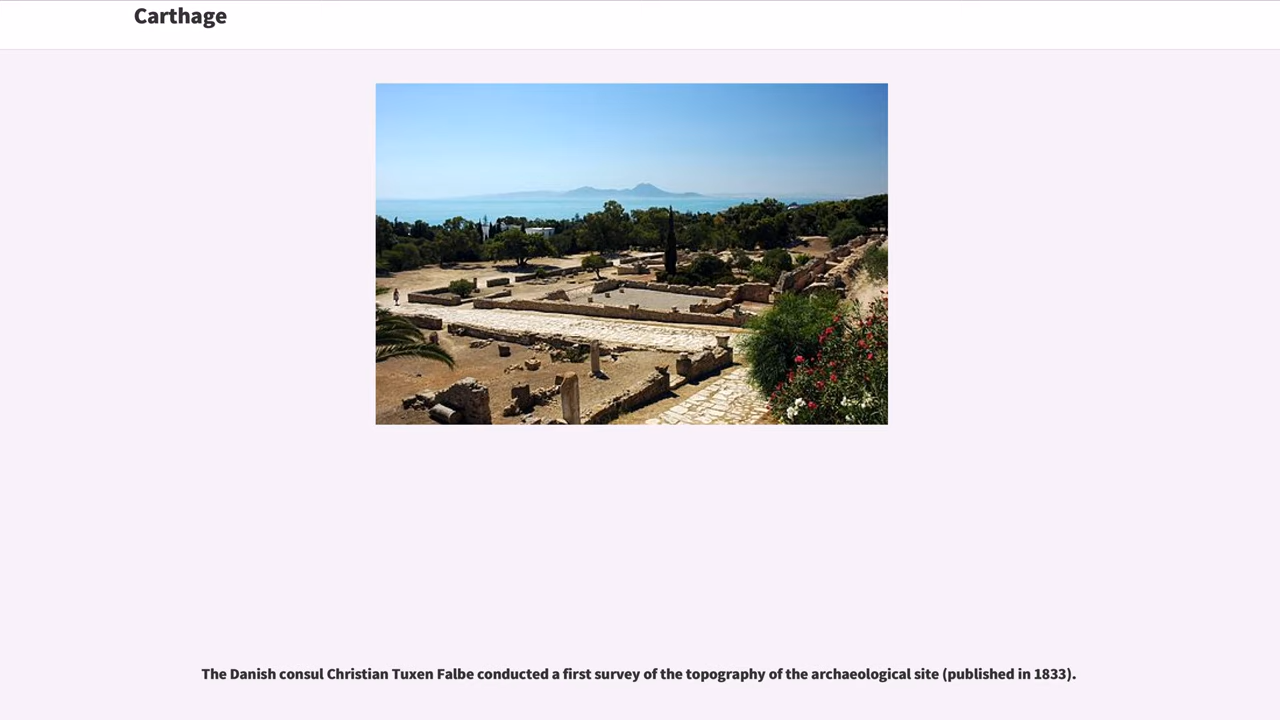 Carthage
The Danish consul Christian Tuxen Falbe conducted a first survey of the topography of the archaeological site (published in 1833).